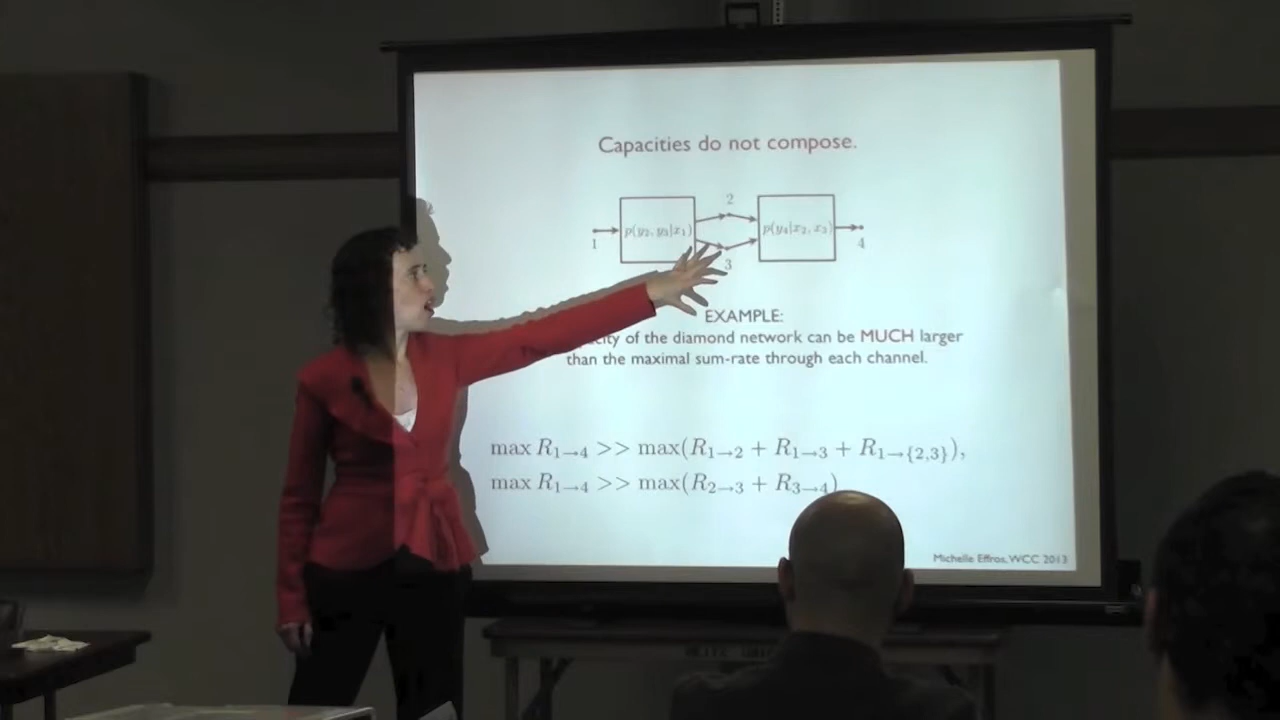 Capacities do not compose.
1
p(y₂, y₃|x₁)
2
3
p(y₄|x₂, x₃)
4
EXAMPLE:
of the diamond network can be MUCH larger
than the maximal sum-rate through each channel.
max R₁→₄ >> max(R₁→₂ + R₁→₃ + R₁→{₂,₃}),
max R₁→₄ >> max(R₂→₃ + R₃→₄)
Michelle Effros, WCC 2013